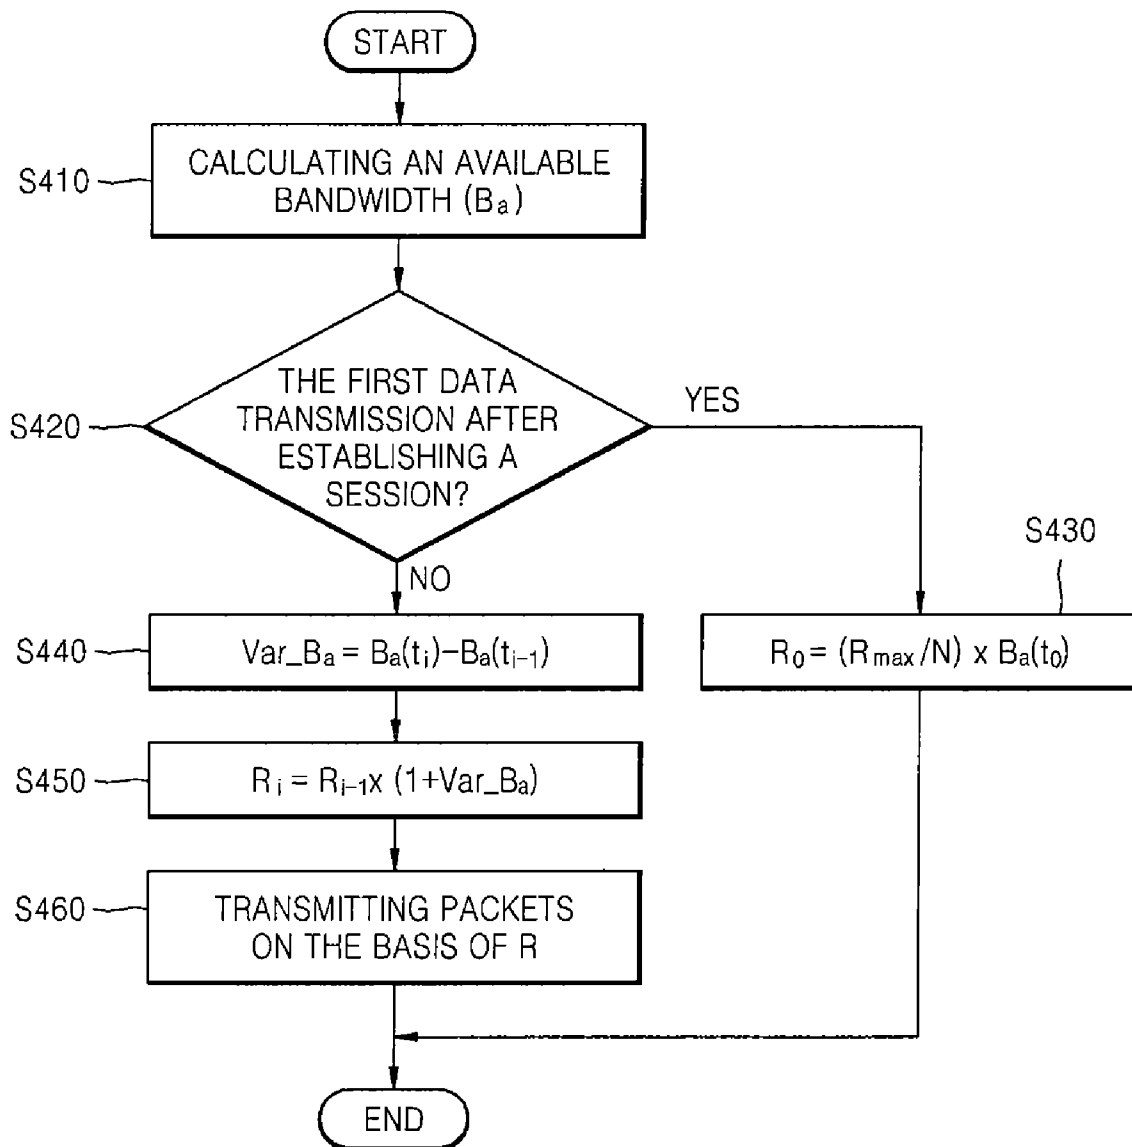 START
S410
CALCULATING AN AVAILABLE
BANDWIDTH (Ba)
S420
THE FIRST DATA
TRANSMISSION AFTER
ESTABLISHING A
SESSION?
YES
NO
S430
R0 = (Rmax/N) x Ba(t0)
S440
Var_Ba = Ba(ti)–Ba(ti–1)
S450
Ri = Ri–1x (1+Var_Ba)
S460
TRANSMITTING PACKETS
ON THE BASIS OF R
END